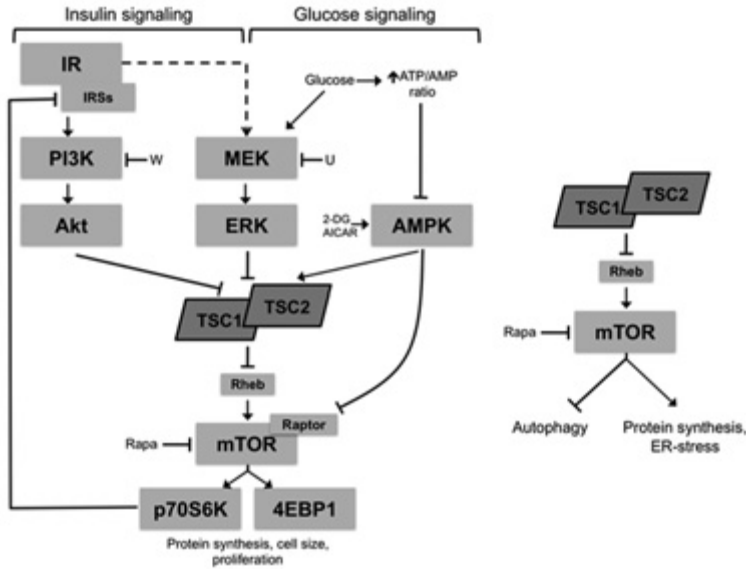 Insulin signaling
Glucose signaling
IR
IRSs
Glucose
ATP/AMP
ratio
PI3K
W
MEK
U
Akt
ERK
2-DG
AICAR
AMPK
TSC1
TSC2
Rheb
Raptor
Rapa
mTOR
p70S6K
4EBP1
Protein synthesis, cell size,
proliferation
TSC1
TSC2
Rheb
Rapa
mTOR
Autophagy
Protein synthesis,
ER-stress